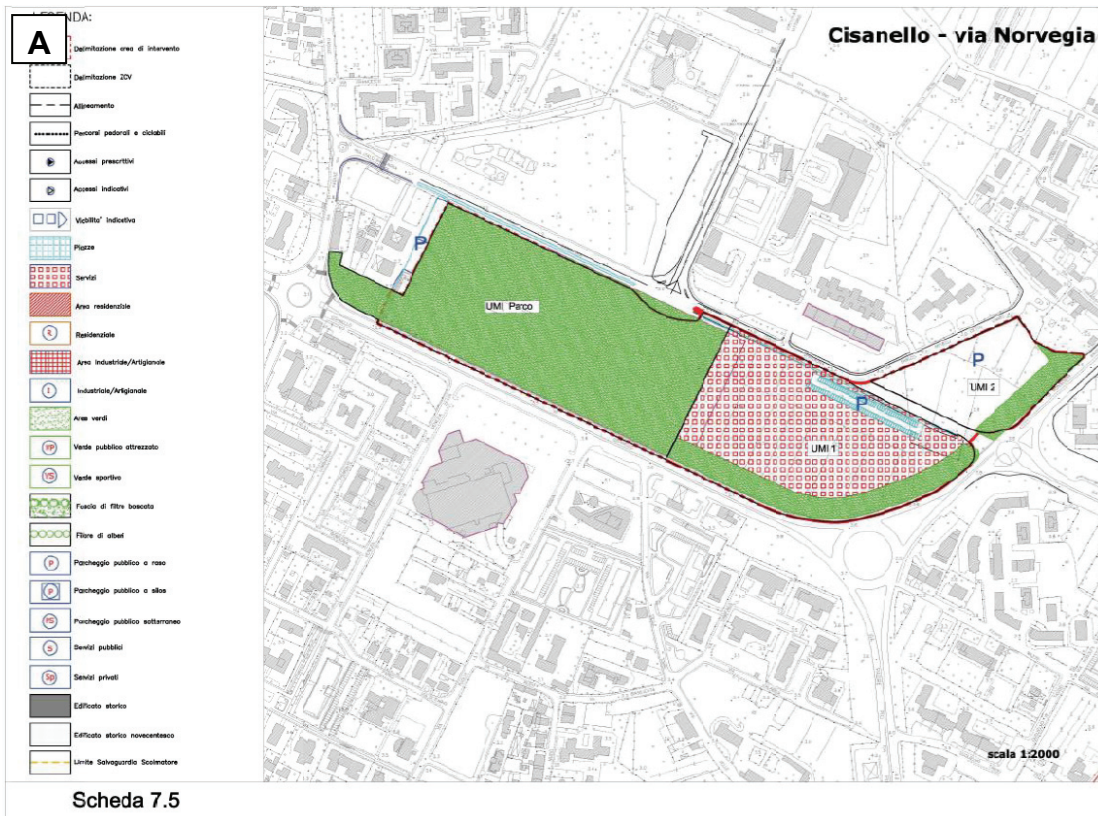 LEGENDA:
A
Delimitazione area di intervento
Delimitazione ZCV
Allineamento
Percorsi pedonali e ciclabili
Accessi prescrittivi
Accessi indicativi
Viabilita' indicativa
Piazze
Servizi
Area residenziale
R Residenziale
Area Industriale/Artigianale
I Industriale/Artigianale
Aree verdi
Verde pubblico attrezzato
VS Verde sportivo
Fascia di filtro boscata
Filare di alberi
P Parcheggio pubblico a raso
P Parcheggio pubblico a silos
PS Parcheggio pubblico sotterraneo
S Servizi pubblici
Sp Servizi privati
Edificato storico
Edificato storico novecentesco
Limite Salvaguardia Scolmatore
Cisanello - via Norvegia
P
UMI Parco
P
UMI 2
P
UMI 1
scala 1:2000
Scheda 7.5